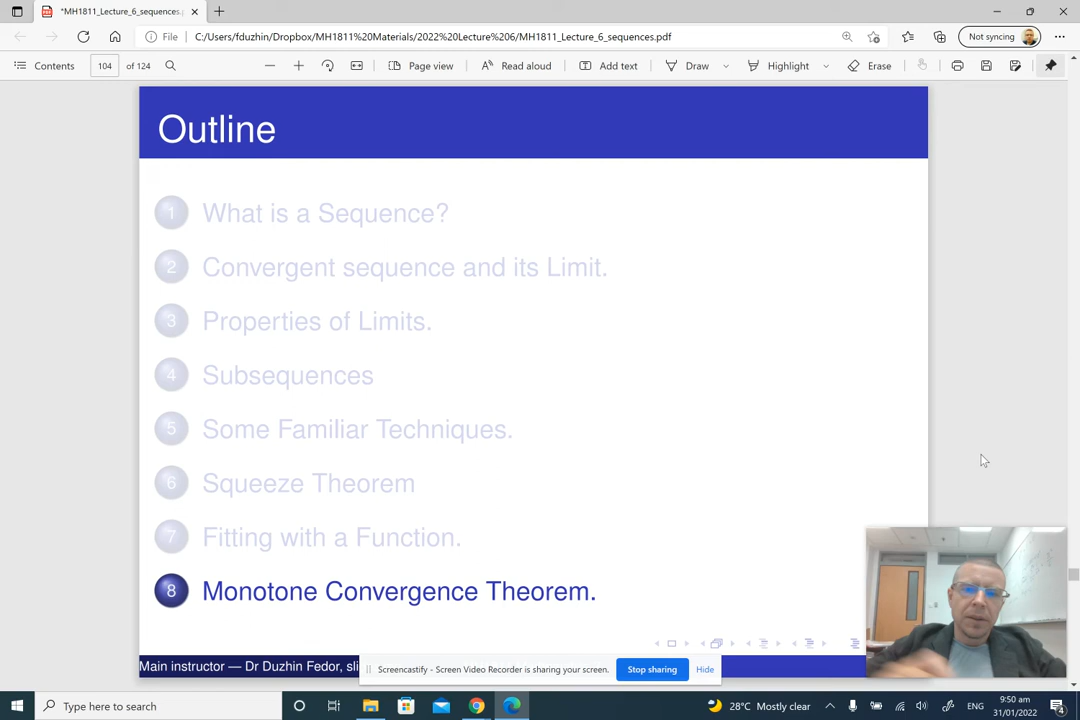 *MH1811_Lecture_6_sequences.p
File
C:/Users/fduzhin/Dropbox/MH1811%20Materials/2022%20Lecture%206/MH1811_Lecture_6_sequences.pdf
Not syncing
Contents
104 of 124
Page view
Read aloud
Add text
Draw
Highlight
Erase
Outline
1 What is a Sequence?
2 Convergent sequence and its Limit.
3 Properties of Limits.
4 Subsequences
5 Some Familiar Techniques.
6 Squeeze Theorem
7 Fitting with a Function.
8 Monotone Convergence Theorem.
Main instructor — Dr Duzhin Fedor, sli
Screencastify - Screen Video Recorder is sharing your screen.
Stop sharing
Hide
Type here to search
28°C Mostly clear
ENG
9:50 am
31/01/2022
4